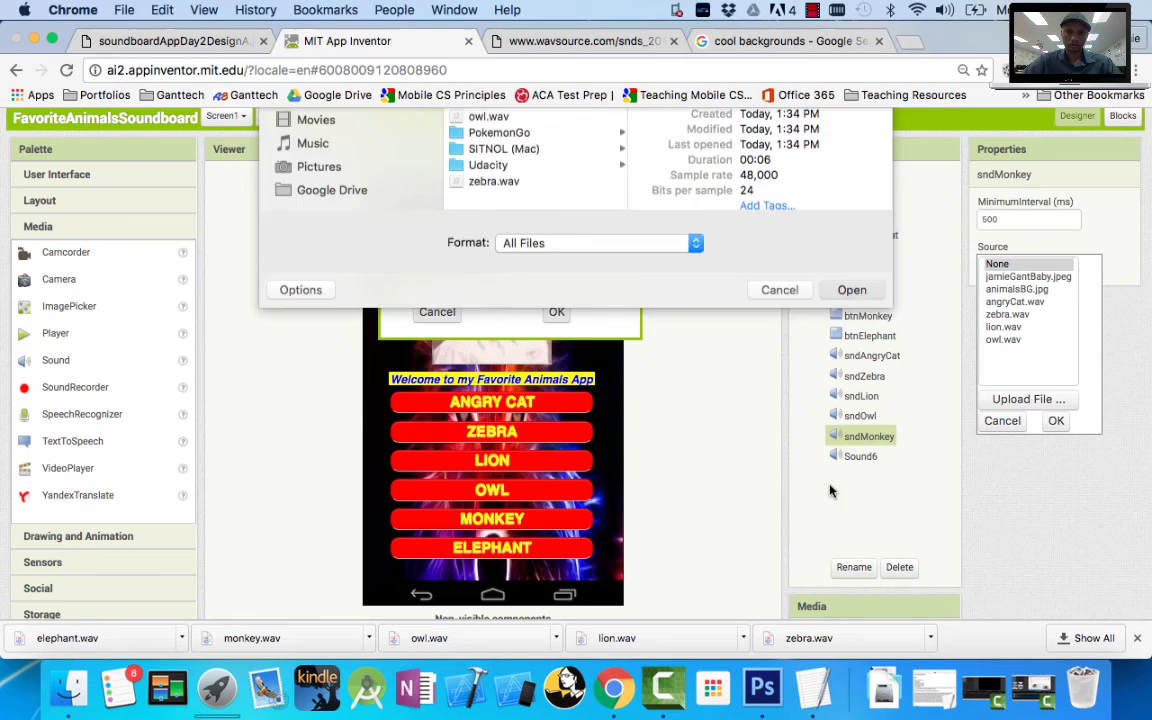 Chrome File Edit View History Bookmarks People Window Help
soundboardAppDay2DesignA
MIT App Inventor
www.wavsource.com/snds_20
cool backgrounds - Google Se
ai2.appinventor.mit.edu/?locale=en#6008009120808960
Apps Portfolios Ganttech Ganttech Google Drive Mobile CS Principles ACA Test Prep | Teaching Mobile CS... Office 365 Teaching Resources » Other Bookmarks
FavoriteAnimalsSoundboard Screen1 Designer Blocks
Palette
User Interface
Layout
Media
Camcorder
Camera
ImagePicker
Player
Sound
SoundRecorder
SpeechRecognizer
TextToSpeech
VideoPlayer
YandexTranslate
Drawing and Animation
Sensors
Social
Storage
Viewer
Movies
Music
Pictures
Google Drive
owl.wav
PokemonGo
SITNOL (Mac)
Udacity
zebra.wav
Created Today, 1:34 PM
Modified Today, 1:34 PM
Last opened Today, 1:34 PM
Duration 00:06
Sample rate 48,000
Bits per sample 24
Add Tags...
Format: All Files
Options Cancel Open
Cancel OK
Welcome to my Favorite Animals App
ANGRY CAT
ZEBRA
LION
OWL
MONKEY
ELEPHANT
Non-visible components
btnMonkey
btnElephant
sndAngryCat
sndZebra
sndLion
sndOwl
sndMonkey
Sound6
Rename Delete
Media
Properties
sndMonkey
MinimumInterval (ms)
500
Source
None
jamieGantBaby.jpeg
animalsBG.jpg
angryCat.wav
zebra.wav
lion.wav
owl.wav
Upload File ...
Cancel OK
elephant.wav monkey.wav owl.wav lion.wav zebra.wav Show All
8
kindle